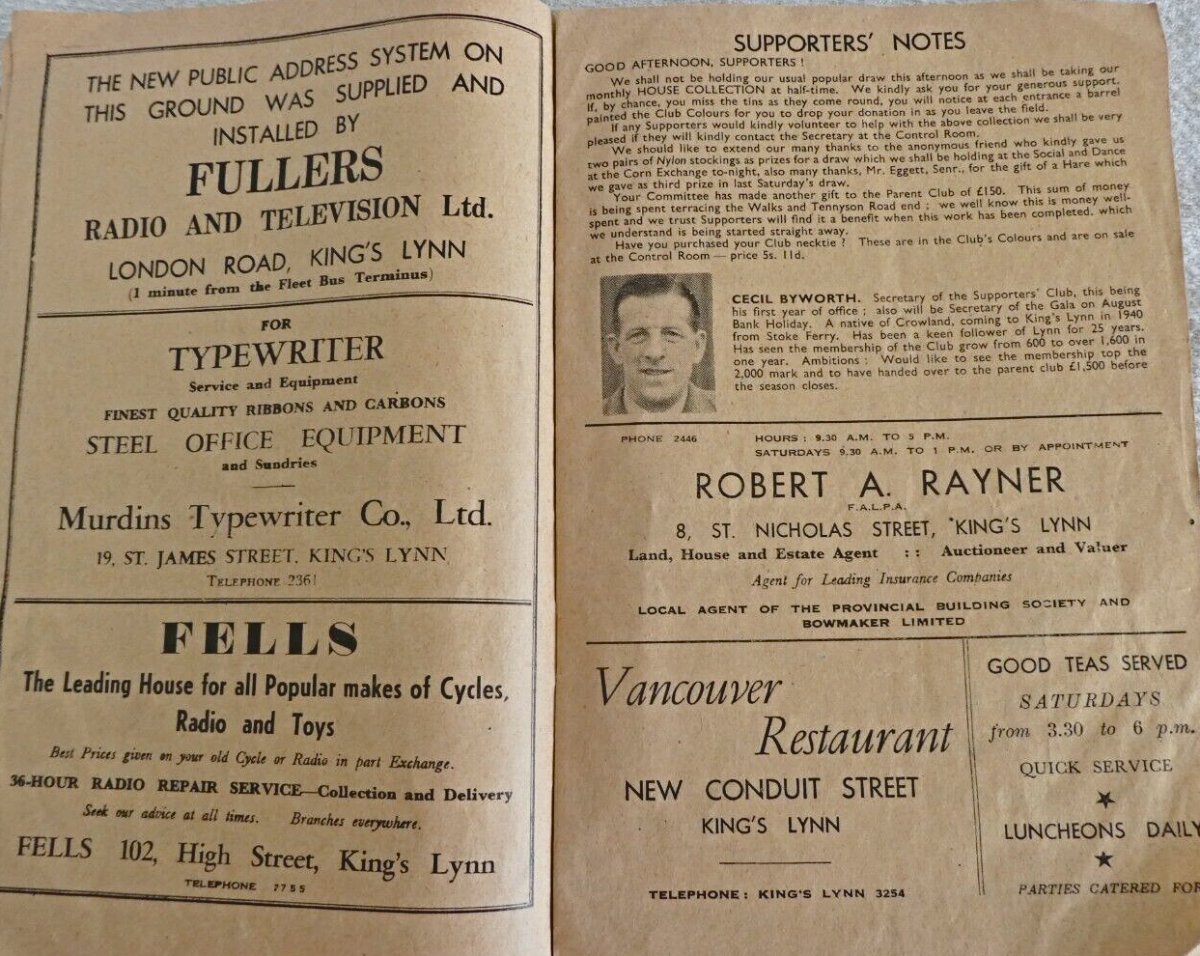 THE NEW PUBLIC ADDRESS SYSTEM ON
THIS GROUND WAS SUPPLIED AND
INSTALLED BY
FULLERS
RADIO AND TELEVISION Ltd.
LONDON ROAD, KING'S LYNN
(1 minute from the Fleet Bus Terminus)
FOR
TYPEWRITER
Service and Equipment
FINEST QUALITY RIBBONS AND CARBONS
STEEL OFFICE EQUIPMENT
and Sundries
Murdins Typewriter Co., Ltd.
19, ST. JAMES STREET, KING'S LYNN
TELEPHONE 2361
FELLS
The Leading House for all Popular makes of Cycles,
Radio and Toys
Best Prices given on your old Cycle or Radio in part Exchange.
36-HOUR RADIO REPAIR SERVICE—Collection and Delivery
Seek our advice at all times. Branches everywhere.
FELLS 102, High Street, King's Lynn
TELEPHONE 2755
SUPPORTERS' NOTES
GOOD AFTERNOON, SUPPORTERS !
We shall not be holding our usual popular draw this afternoon as we shall be taking our
monthly HOUSE COLLECTION at half-time. We kindly ask you for your generous support.
If, by chance, you miss the tins as they come round, you will notice at each entrance a barrel
painted the Club Colours for you to drop your donation in as you leave the field.
If any Supporters would kindly volunteer to help with the above collection we shall be very
pleased if they will kindly contact the Secretary at the Control Room.
We should like to extend our many thanks to the anonymous friend who kindly gave us
two pairs of Nylon stockings as prizes for a draw which we shall be holding at the Social and Dance
at the Corn Exchange to-night, also many thanks, Mr. Eggett, Senr., for the gift of a Hare which
we gave as third prize in last Saturday's draw.
Your Committee has made another gift to the Parent Club of £150. This sum of money
is being spent terracing the Walks and Tennyson Road end ; we well know this is money well-
spent and we trust Supporters will find it a benefit when this work has been completed, which
we understand is being started straight away.
Have you purchased your Club necktie ? These are in the Club's Colours and are on sale
at the Control Room — price 5s. 11d.
CECIL BYWORTH. Secretary of the Supporters' Club, this being
his first year of office ; also will be Secretary of the Gala on August
Bank Holiday. A native of Crowland, coming to King's Lynn in 1940
from Stoke Ferry. Has been a keen follower of Lynn for 25 years.
Has seen the membership of the Club grow from 600 to over 1,600 in
one year. Ambitions : Would like to see the membership top the
2,000 mark and to have handed over to the parent club £1,500 before
the season closes.
PHONE 2446 HOURS : 9.30 A.M. TO 5 P.M.
SATURDAYS 9.30 A.M. TO 1 P.M. OR BY APPOINTMENT
ROBERT A. RAYNER
F.A.L.P.A.
8, ST. NICHOLAS STREET, KING'S LYNN
Land, House and Estate Agent :: Auctioneer and Valuer
Agent for Leading Insurance Companies
LOCAL AGENT OF THE PROVINCIAL BUILDING SOCIETY AND
BOWMAKER LIMITED
Vancouver
Restaurant
NEW CONDUIT STREET
KING'S LYNN
TELEPHONE: KING'S LYNN 3254
GOOD TEAS SERVED
SATURDAYS
from 3.30 to 6 p.m.
QUICK SERVICE
LUNCHEONS DAILY
PARTIES CATERED FOR